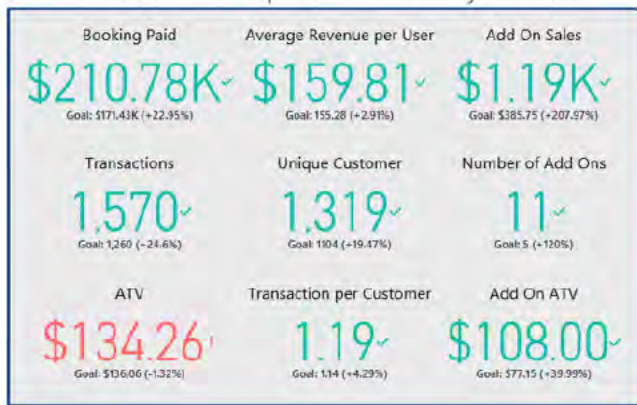 Booking Paid
Average Revenue per User
Add On Sales
$210.78K
$159.81
$1.19K
Goal: $171.43K (+22.95%)
Goal: 155.28 (+2.91%)
Goal: $385.75 (+207.97%)
Transactions
Unique Customer
Number of Add Ons
1,570
1,319
11
Goal: 1,260 (+24.6%)
Goal: 1104 (+19.47%)
Goal: 5 (+120%)
ATV
Transaction per Customer
Add On ATV
$134.26
1.19
$108.00
Goal: $136.06 (-1.32%)
Goal: 1.14 (+4.29%)
Goal: $77.15 (+39.99%)